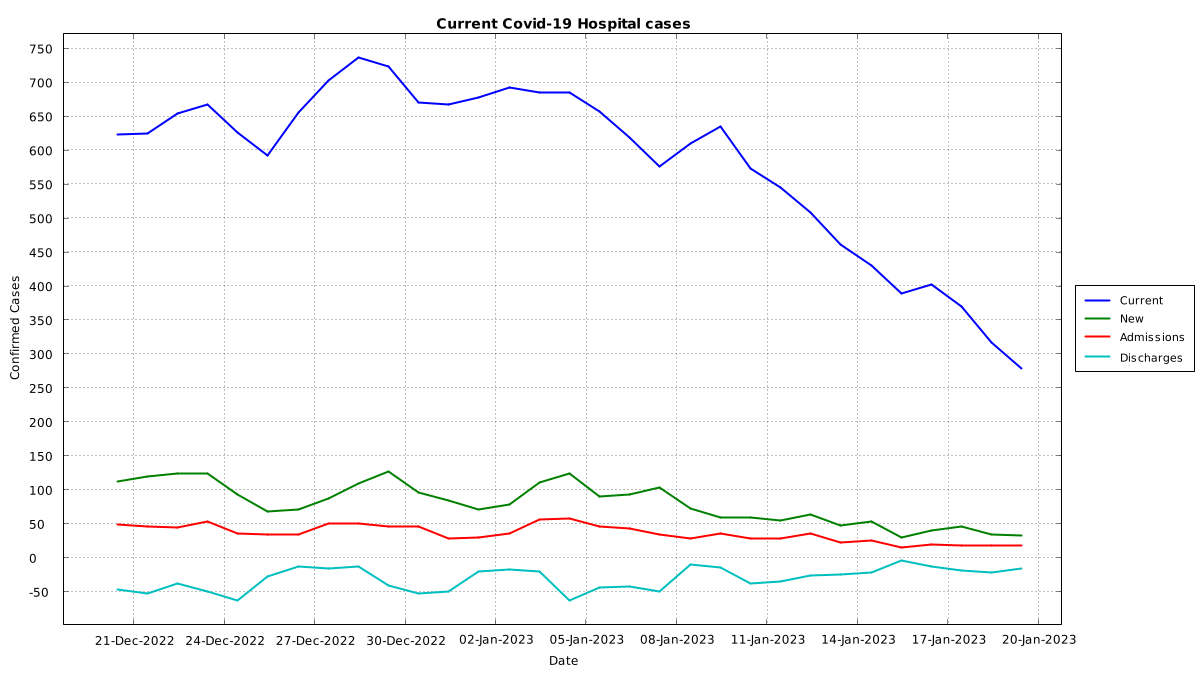 Current Covid-19 Hospital cases
750
700
650
600
550
500
450
400
350
300
250
200
150
100
50
0
-50
Confirmed Cases
21-Dec-2022 24-Dec-2022 27-Dec-2022 30-Dec-2022 02-Jan-2023 05-Jan-2023 08-Jan-2023 11-Jan-2023 14-Jan-2023 17-Jan-2023 20-Jan-2023
Date
Current
New
Admissions
Discharges